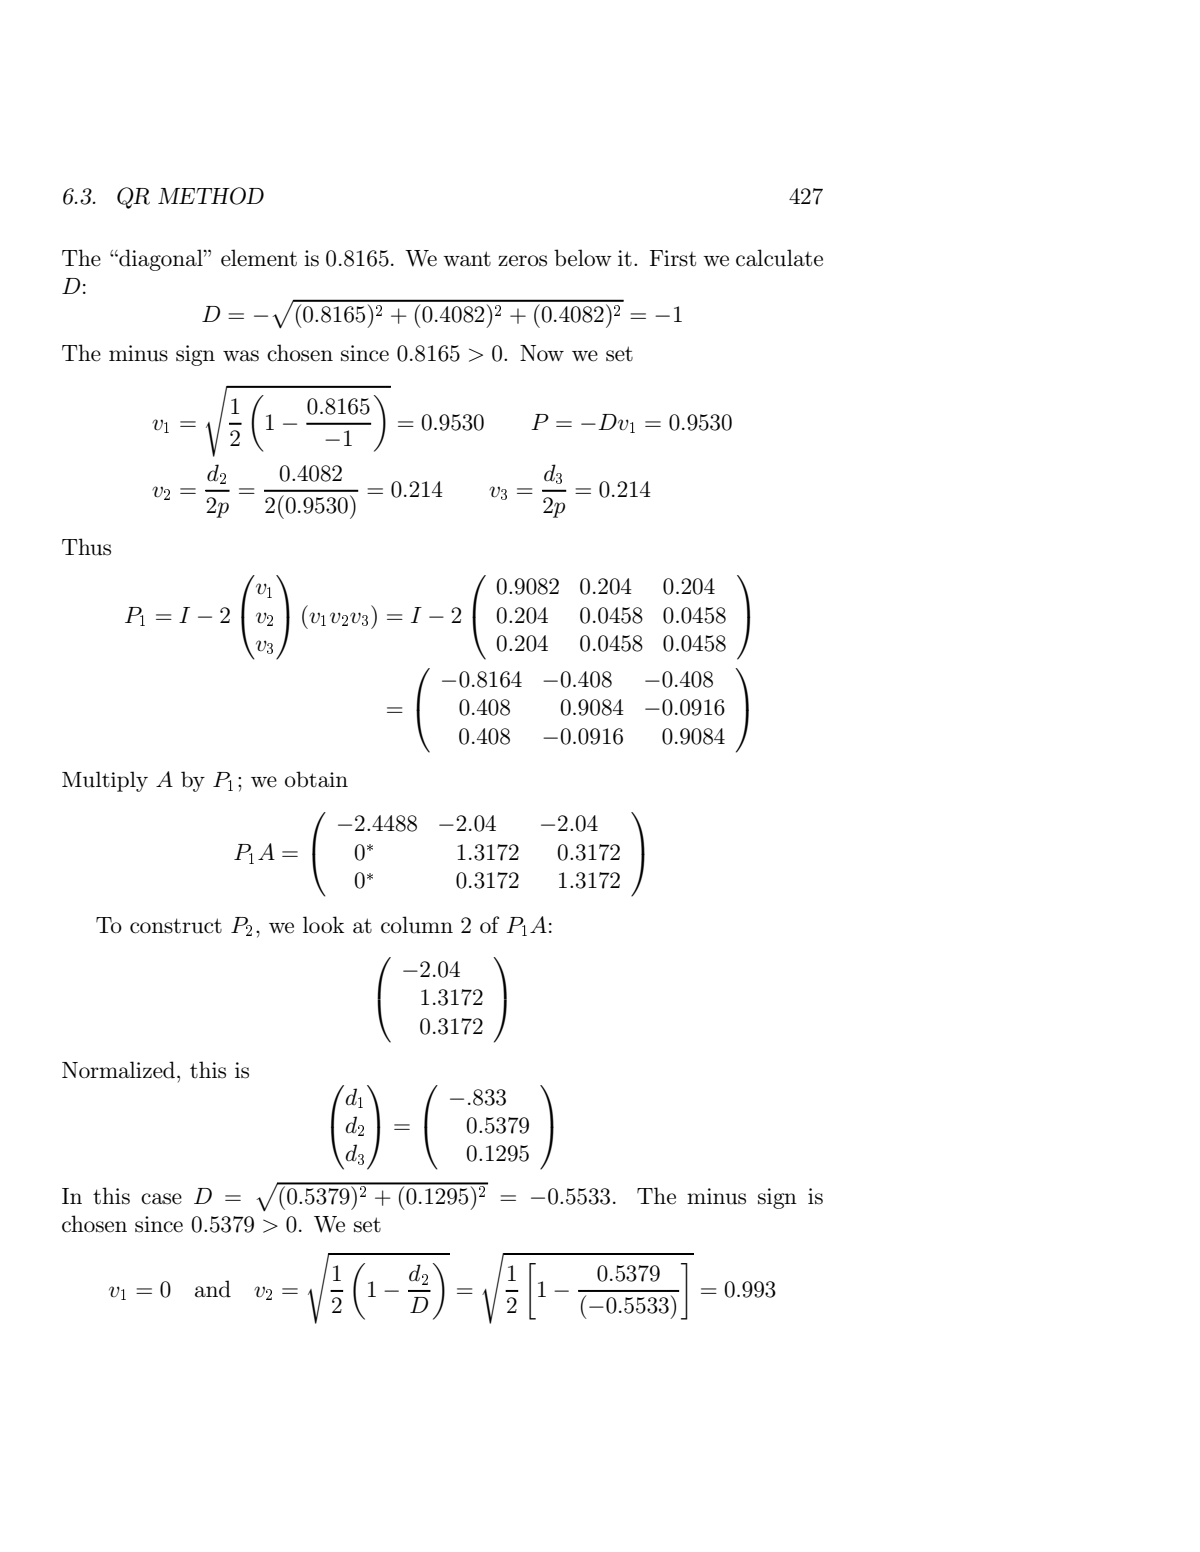 6.3. QR METHOD 427
The “diagonal” element is 0.8165. We want zeros below it. First we calculate
D:
D = −√((0.8165)² + (0.4082)² + (0.4082)²) = −1
The minus sign was chosen since 0.8165 > 0. Now we set
v₁ = √(1/2 (1 − 0.8165/−1)) = 0.9530 P = −Dv₁ = 0.9530
v₂ = d₂/2p = 0.4082/2(0.9530) = 0.214 v₃ = d₃/2p = 0.214
Thus
P₁ = I − 2 (v₁ v₂ v₃) (v₁v₂v₃) = I − 2 ( 0.9082 0.204 0.204
0.204 0.0458 0.0458
0.204 0.0458 0.0458 )
= ( −0.8164 −0.408 −0.408
0.408 0.9084 −0.0916
0.408 −0.0916 0.9084 )
Multiply A by P₁; we obtain
P₁A = ( −2.4488 −2.04 −2.04
0* 1.3172 0.3172
0* 0.3172 1.3172 )
To construct P₂, we look at column 2 of P₁A:
( −2.04
1.3172
0.3172 )
Normalized, this is
(d₁ d₂ d₃) = ( −.833
0.5379
0.1295 )
In this case D = √((0.5379)² + (0.1295)²) = −0.5533. The minus sign is
chosen since 0.5379 > 0. We set
v₁ = 0 and v₂ = √(1/2 (1 − d₂/D)) = √(1/2 [1 − 0.5379/(−0.5533)]) = 0.993